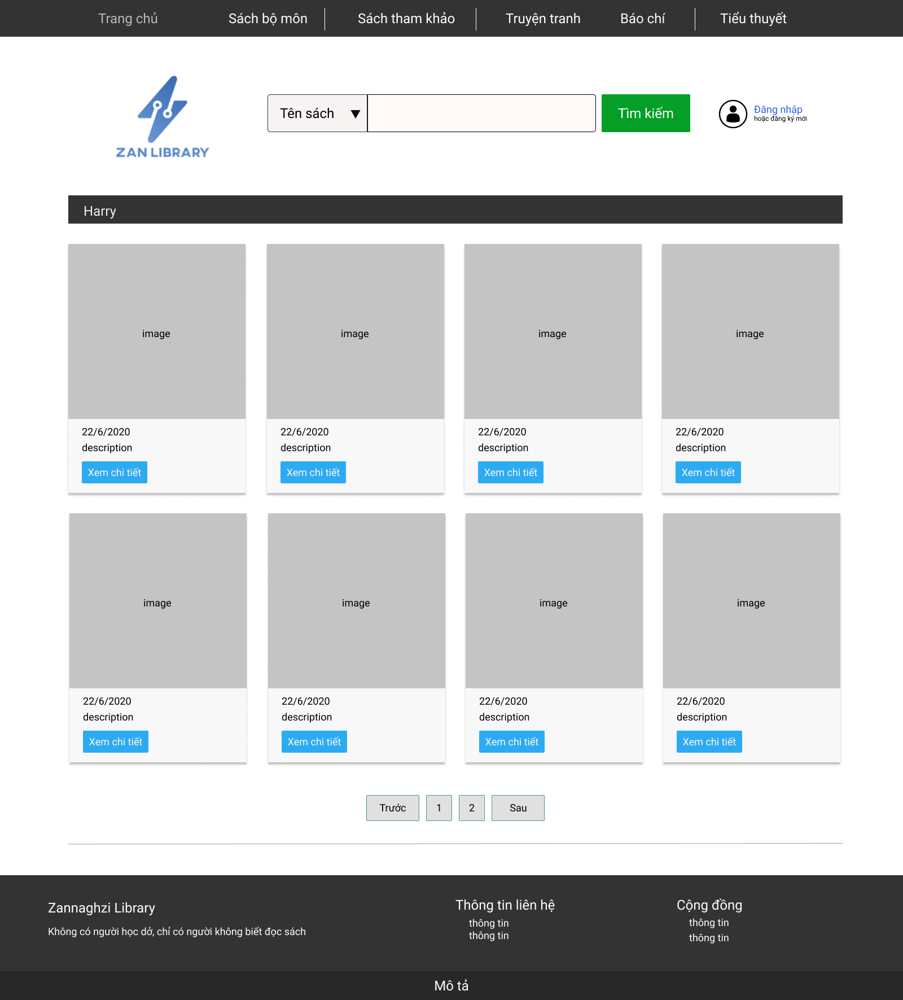 Trang chủ Sách bộ môn Sách tham khảo Truyện tranh Báo chí Tiểu thuyết
ZAN LIBRARY
Tên sách ▼ Tìm kiếm
Đăng nhập
hoặc đăng ký mới
Harry
image image image image
22/6/2020 22/6/2020 22/6/2020 22/6/2020
description description description description
Xem chi tiết Xem chi tiết Xem chi tiết Xem chi tiết
image image image image
22/6/2020 22/6/2020 22/6/2020 22/6/2020
description description description description
Xem chi tiết Xem chi tiết Xem chi tiết Xem chi tiết
Trước 1 2 Sau
Zannaghzi Library
Không có người học dở, chỉ có người không biết đọc sách
Thông tin liên hệ
thông tin
thông tin
Cộng đồng
thông tin
thông tin
Mô tả